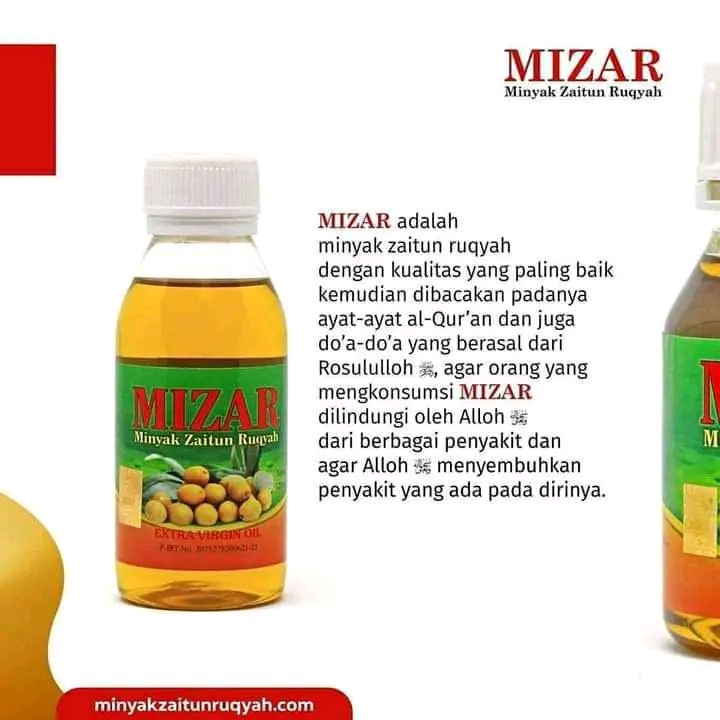 MIZAR
Minyak Zaitun Ruqyah
MIZAR adalah
minyak zaitun ruqyah
dengan kualitas yang paling baik
kemudian dibacakan padanya
ayat-ayat al-Qur’an dan juga
do’a-do’a yang berasal dari
Rosululloh ﷺ, agar orang yang
mengkonsumsi MIZAR
dilindungi oleh Alloh ﷻ
dari berbagai penyakit dan
agar Alloh ﷻ menyembuhkan
penyakit yang ada pada dirinya.
MIZAR
Minyak Zaitun Ruqyah
EXTRA VIRGIN OIL
P-IRT No.
minyakzaitunruqyah.com